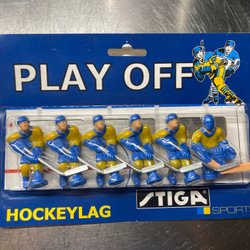 PLAY OFF
HOCKEYLAG
STIGA
SPORT